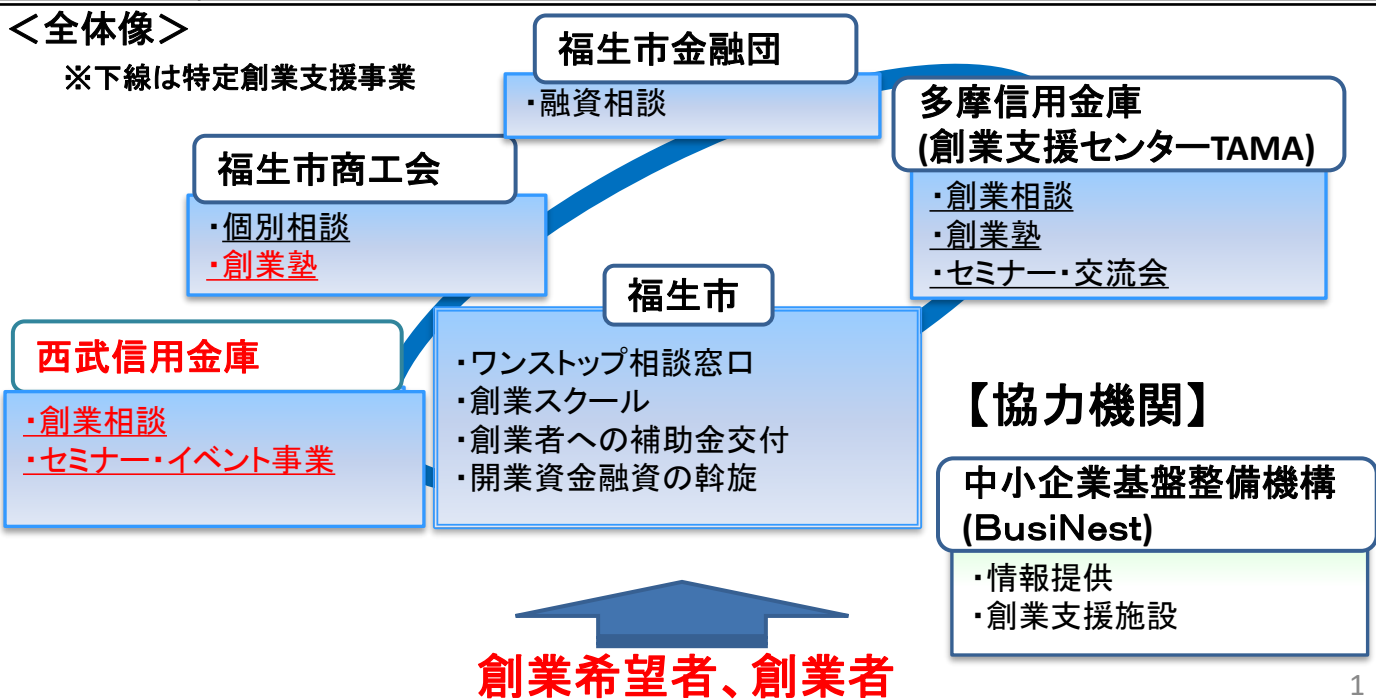 ＜全体像＞
※下線は特定創業支援事業
福生市金融団
・融資相談
多摩信用金庫
(創業支援センターTAMA)
・創業相談
・創業塾
・セミナー・交流会
福生市商工会
・個別相談
・創業塾
福生市
・ワンストップ相談窓口
・創業スクール
・創業者への補助金交付
・開業資金融資の斡旋
西武信用金庫
・創業相談
・セミナー・イベント事業
【協力機関】
中小企業基盤整備機構
(BusiNest)
・情報提供
・創業支援施設
創業希望者、創業者
1